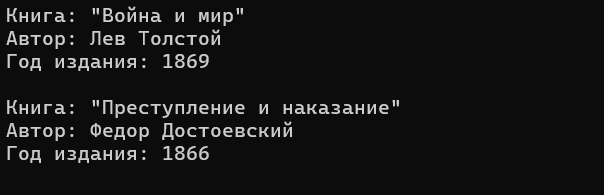 Книга: "Война и мир"
Автор: Лев Толстой
Год издания: 1869
Книга: "Преступление и наказание"
Автор: Федор Достоевский
Год издания: 1866